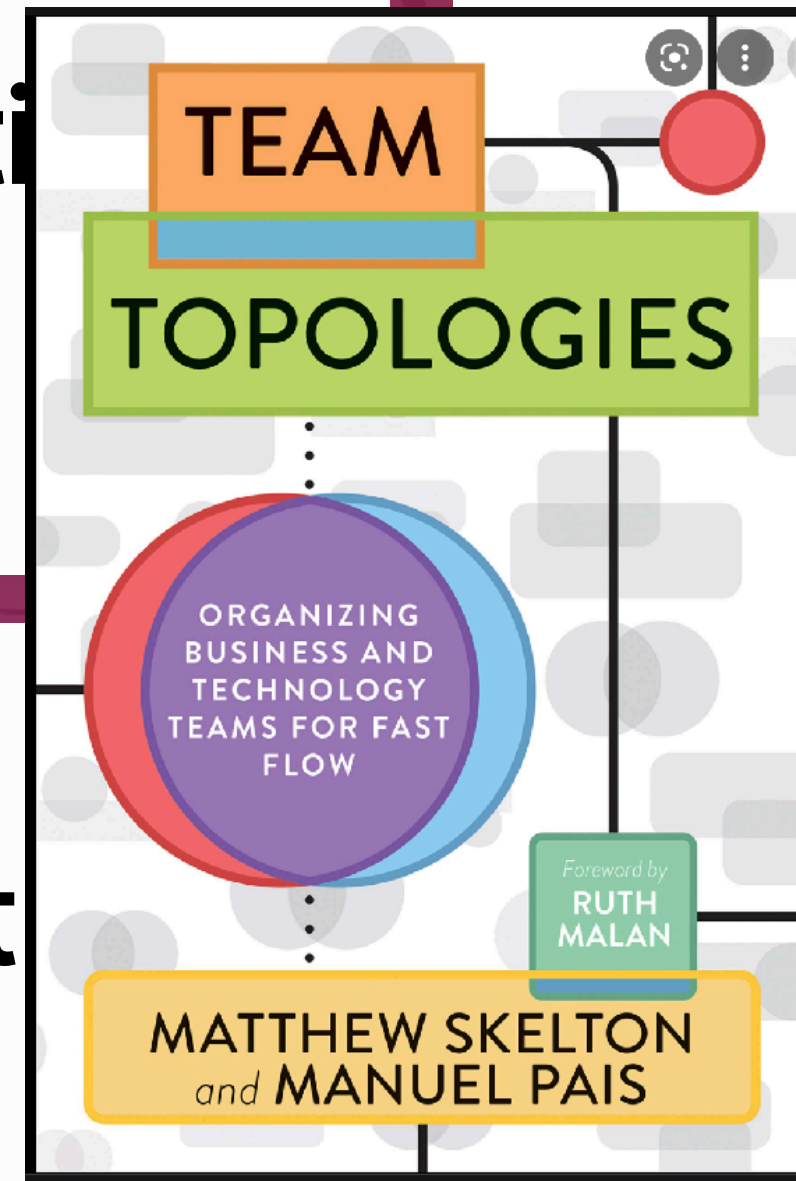 TEAM
TOPOLOGIES
ORGANIZING
BUSINESS AND
TECHNOLOGY
TEAMS FOR FAST
FLOW
Foreword by
RUTH
MALAN
MATTHEW SKELTON
and MANUEL PAIS